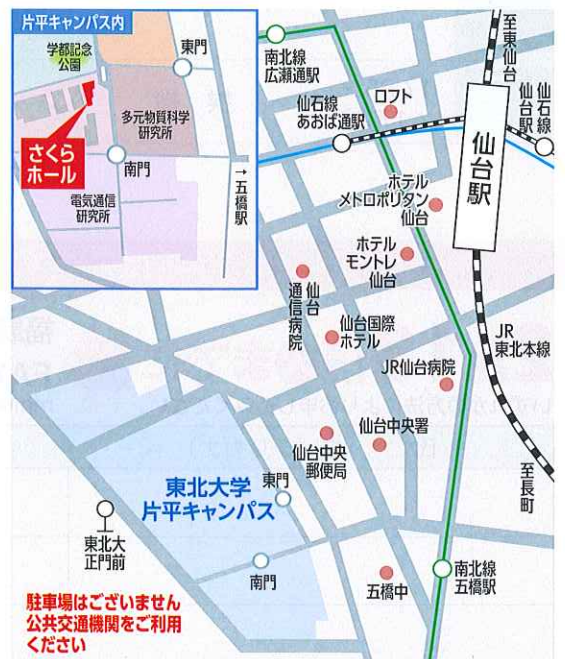 片平キャンパス内
学都記念
公園
東門
多元物質科学
研究所
さくら
ホール
南門
電気通信
研究所
→五橋駅
南北線
広瀬通駅
仙石線
あおば通駅
ロフト
至東仙台
仙石線
仙台駅
仙台駅
ホテル
メトロポリタン
仙台
ホテル
モントレ
仙台
仙台
通信病院
仙台国際
ホテル
JR
東北本線
JR仙台病院
仙台中央署
仙台中央
郵便局
至長町
東門
東北大学
片平キャンパス
東北大
正門前
南門
五橋中
南北線
五橋駅
駐車場はございません
公共交通機関をご利用
ください